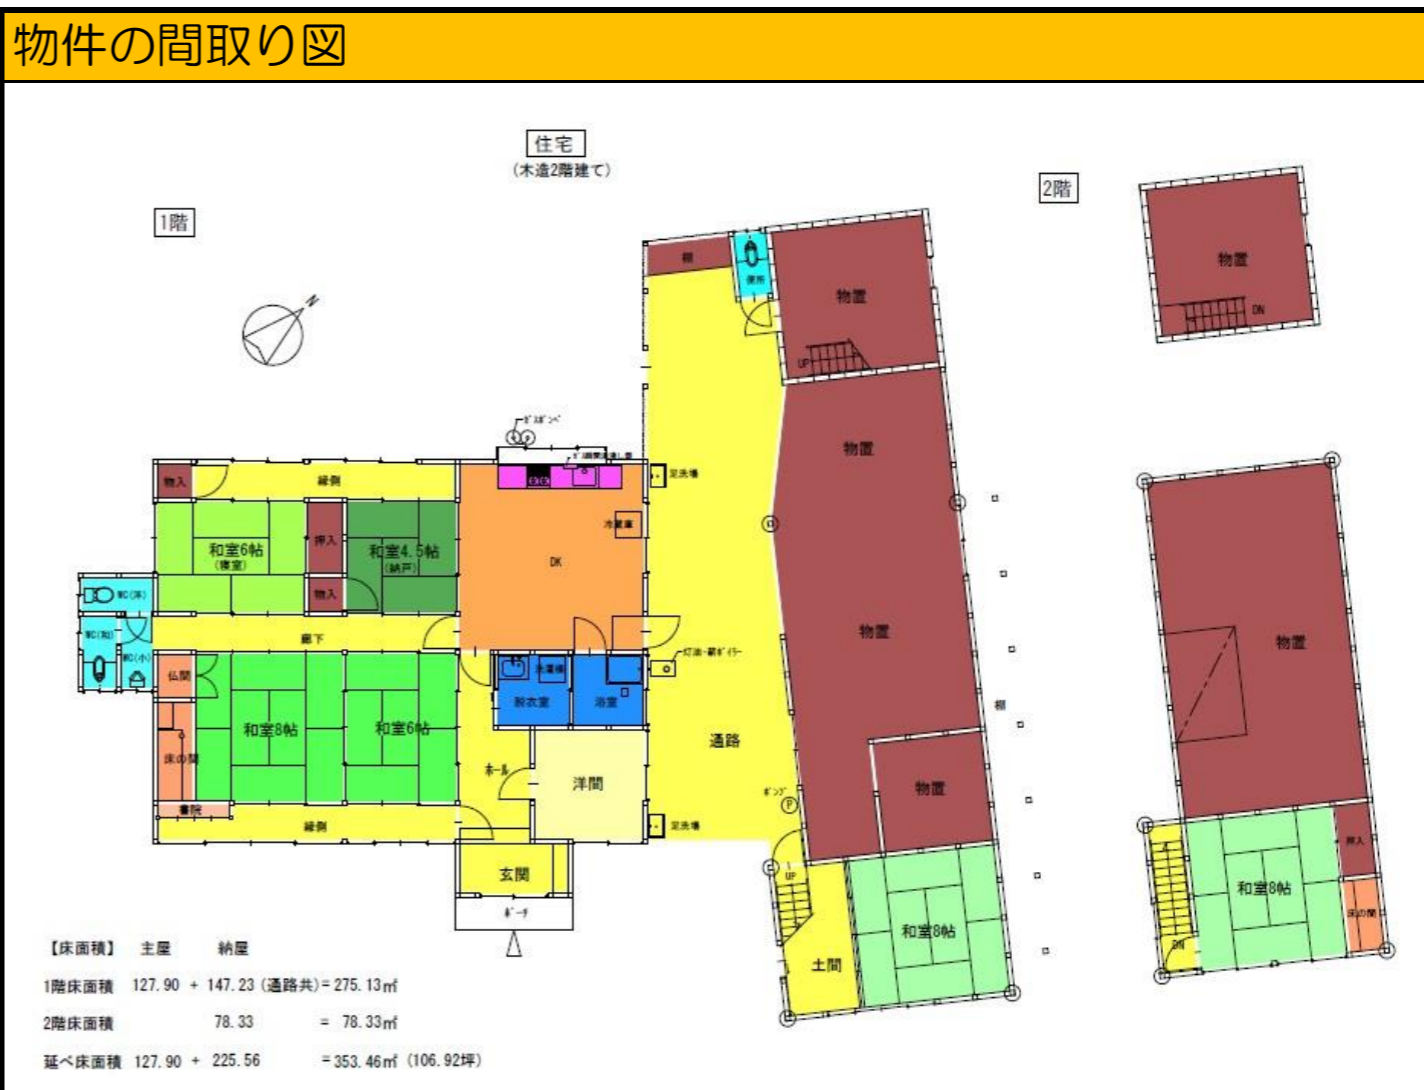 物件の間取り図
住宅
(木造2階建て)
1階
2階
N
棚
便所
物置
UP
物置
DN
ガスボンベ
物入
縁側
足洗場
物置
和室6帖
(寝室)
押入
和室4.5帖
(納戸)
冷蔵庫
DK
物入
WC(洋)
WC(和)
WC(小)
廊下
物置
物置
灯油・薪ボイラー
仏間
洗濯機
脱衣室
浴室
和室8帖
和室6帖
床の間
ホール
洋間
通路
棚
物置
ポンプ
P
書院
縁側
足洗場
玄関
UP
和室8帖
土間
押入
和室8帖
床の間
DN
ポーチ
【床面積】 主屋 納屋
1階床面積 127.90 + 147.23 (通路共)= 275.13㎡
2階床面積 78.33 = 78.33㎡
延べ床面積 127.90 + 225.56 =353.46㎡ (106.92坪)